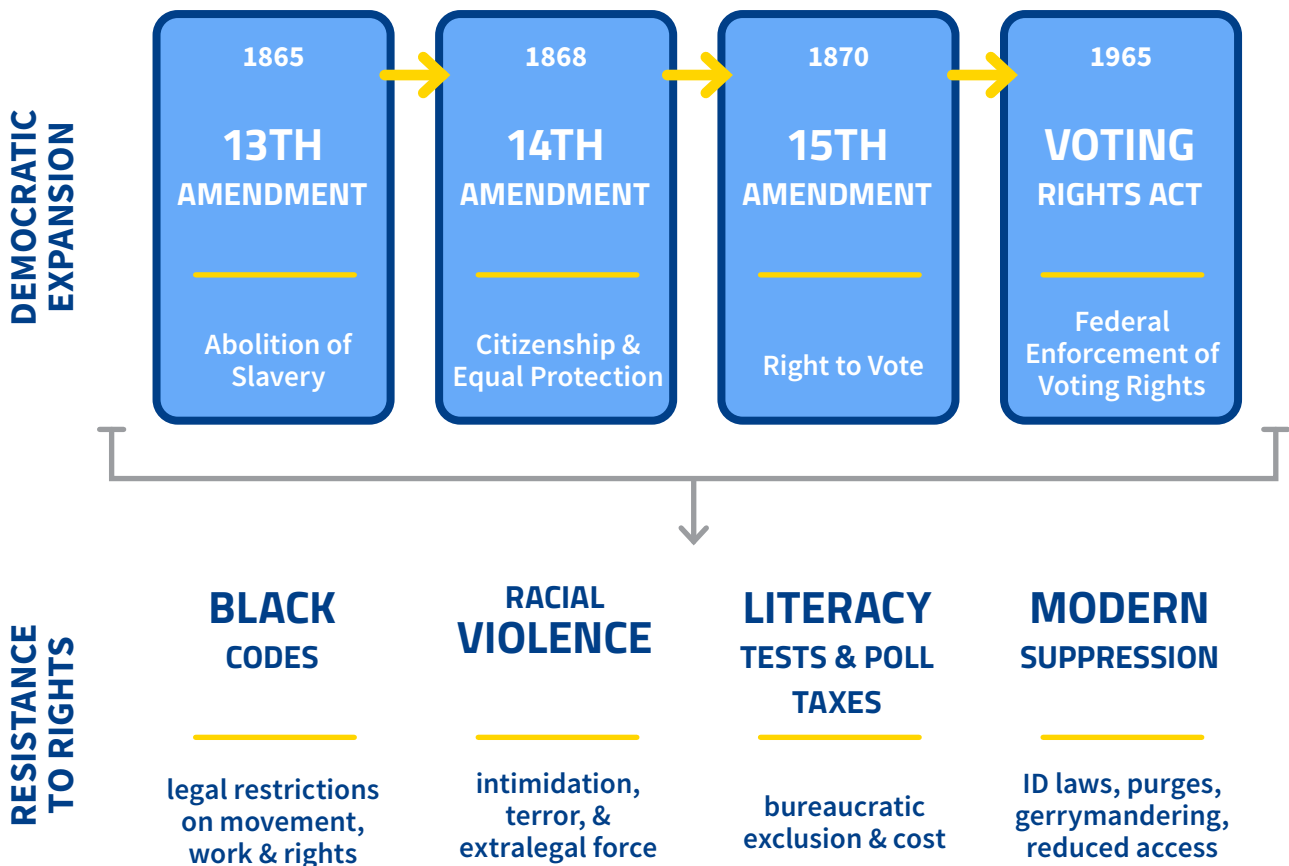 DEMOCRATIC
EXPANSION
1865
13TH
AMENDMENT
Abolition of
Slavery
1868
14TH
AMENDMENT
Citizenship &
Equal Protection
1870
15TH
AMENDMENT
Right to Vote
1965
VOTING
RIGHTS ACT
Federal
Enforcement of
Voting Rights
RESISTANCE
TO RIGHTS
BLACK
CODES
legal restrictions
on movement,
work & rights
RACIAL
VIOLENCE
intimidation,
terror, &
extralegal force
LITERACY
TESTS & POLL
TAXES
bureaucratic
exclusion & cost
MODERN
SUPPRESSION
ID laws, purges,
gerrymandering,
reduced access